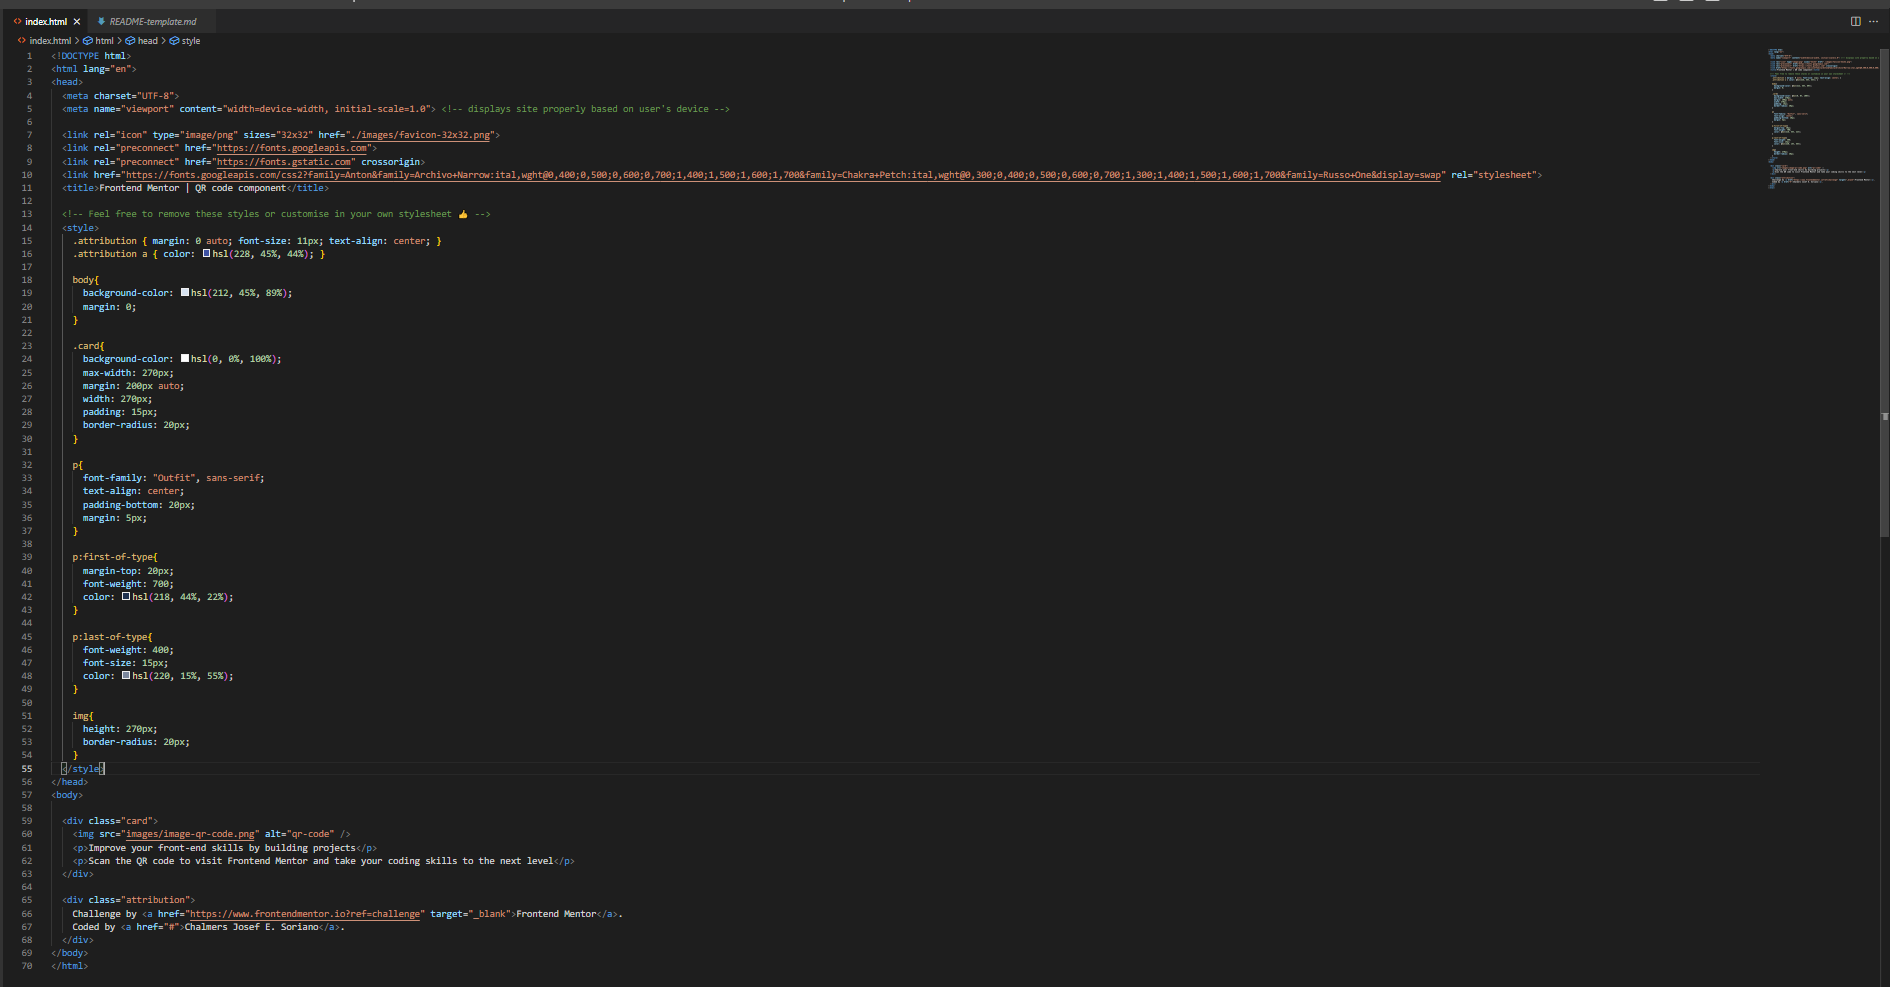 index.html
README-template.md
index.html > html > head > style
1 <!DOCTYPE html>
2 <html lang="en">
3 <head>
4 <meta charset="UTF-8">
5 <meta name="viewport" content="width=device-width, initial-scale=1.0"> <!-- displays site properly based on user's device -->
6
7 <link rel="icon" type="image/png" sizes="32x32" href="./images/favicon-32x32.png">
8 <link rel="preconnect" href="https://fonts.googleapis.com">
9 <link rel="preconnect" href="https://fonts.gstatic.com" crossorigin>
10 <link href="https://fonts.googleapis.com/css2?family=Anton&family=Archivo+Narrow:ital,wght@0,400;0,500;0,600;0,700;1,400;1,500;1,600;1,700&family=Chakra+Petch:ital,wght@0,300;0,400;0,500;0,600;0,700;1,300;1,400;1,500;1,600;1,700&family=Russo+One&display=swap" rel="stylesheet">
11 <title>Frontend Mentor | QR code component</title>
12
13 <!-- Feel free to remove these styles or customise in your own stylesheet 👍 -->
14 <style>
15 .attribution { margin: 0 auto; font-size: 11px; text-align: center; }
16 .attribution a { color: hsl(228, 45%, 44%); }
17
18 body{
19 background-color: hsl(212, 45%, 89%);
20 margin: 0;
21 }
22
23 .card{
24 background-color: hsl(0, 0%, 100%);
25 max-width: 270px;
26 margin: 200px auto;
27 width: 270px;
28 padding: 15px;
29 border-radius: 20px;
30 }
31
32 p{
33 font-family: "Outfit", sans-serif;
34 text-align: center;
35 padding-bottom: 20px;
36 margin: 5px;
37 }
38
39 p:first-of-type{
40 margin-top: 20px;
41 font-weight: 700;
42 color: hsl(218, 44%, 22%);
43 }
44
45 p:last-of-type{
46 font-weight: 400;
47 font-size: 15px;
48 color: hsl(220, 15%, 55%);
49 }
50
51 img{
52 height: 270px;
53 border-radius: 20px;
54 }
55 </style>
56 </head>
57 <body>
58
59 <div class="card">
60 <img src="images/image-qr-code.png" alt="qr-code" />
61 <p>Improve your front-end skills by building projects</p>
62 <p>Scan the QR code to visit Frontend Mentor and take your coding skills to the next level</p>
63 </div>
64
65 <div class="attribution">
66 Challenge by <a href="https://www.frontendmentor.io?ref=challenge" target="_blank">Frontend Mentor</a>.
67 Coded by <a href="#">Chalmers Josef E. Soriano</a>.
68 </div>
69 </body>
70 </html>